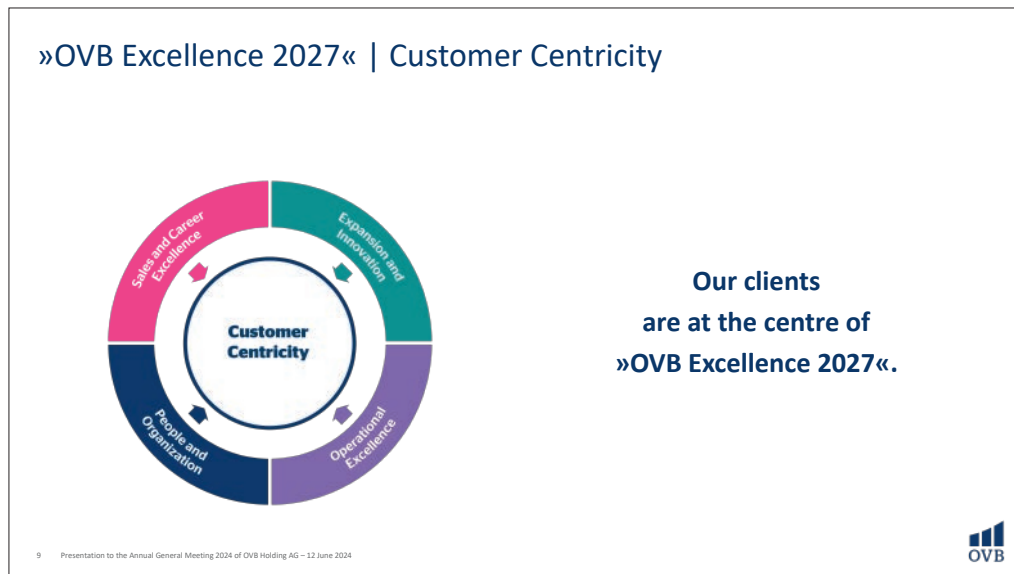 »OVB Excellence 2027« | Customer Centricity
Sales and Career
Excellence
Expansion and
Innovation
Customer
Centricity
People and
Organization
Operational
Excellence
Our clients
are at the centre of
»OVB Excellence 2027«.
9 Presentation to the Annual General Meeting 2024 of OVB Holding AG – 12 June 2024
OVB